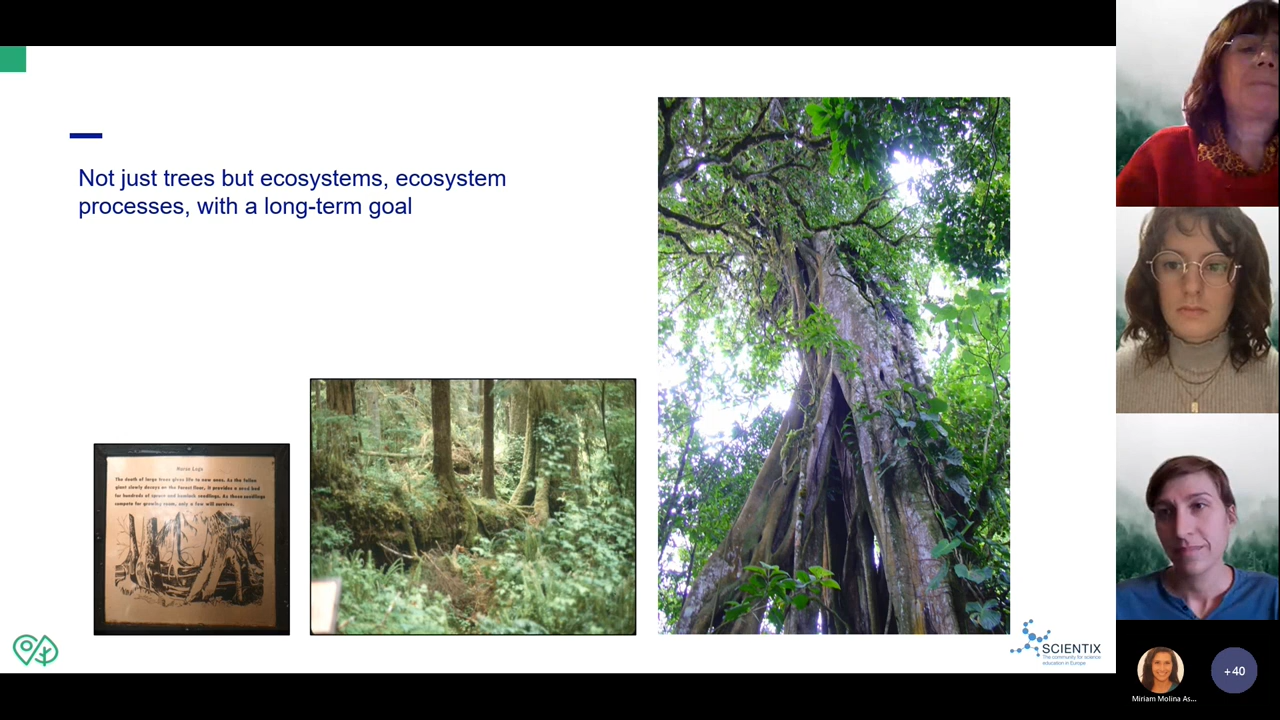 Not just trees but ecosystems, ecosystem
processes, with a long-term goal
Nurse Logs
The death of large trees gives life to new ones. As the fallen
giant slowly decays on the forest floor, it provides a seed bed
for hundreds of spruce and hemlock seedlings. As these seedlings
compete for growing room, only a few will survive.
SCIENTIX
The community for science
education in Europe
Miriam Molina As...
+40